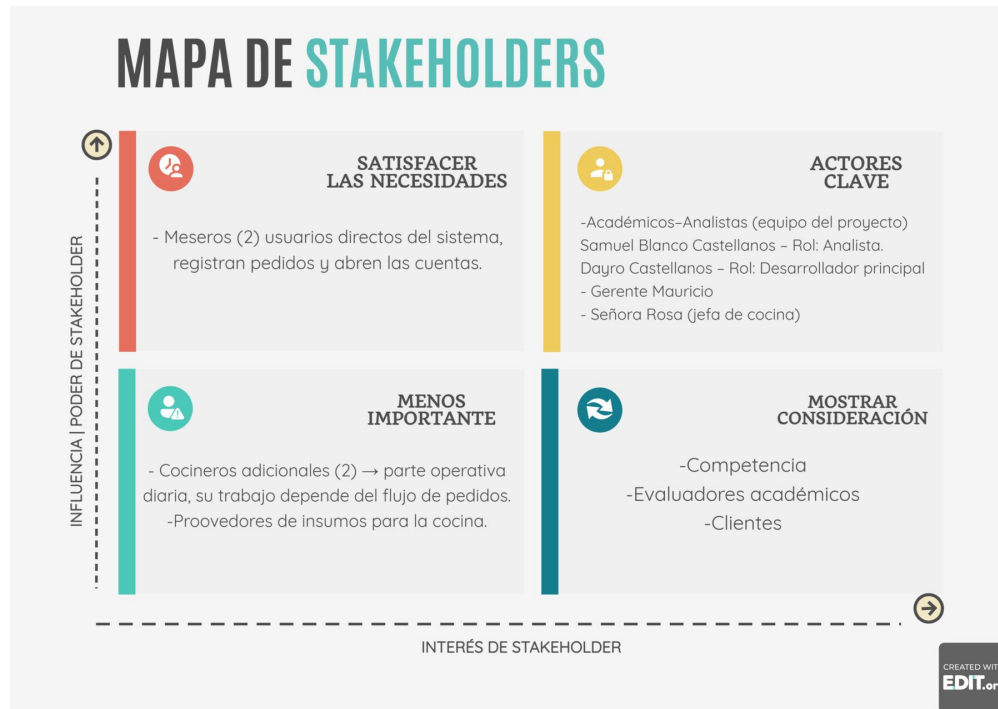 MAPA DE STAKEHOLDERS
SATISFACER
LAS NECESIDADES
- Meseros (2) usuarios directos del sistema,
registran pedidos y abren las cuentas.
ACTORES
CLAVE
-Académicos–Analistas (equipo del proyecto)
Samuel Blanco Castellanos – Rol: Analista.
Dayro Castellanos – Rol: Desarrollador principal
- Gerente Mauricio
- Señora Rosa (jefa de cocina)
INFLUENCIA | PODER DE STAKEHOLDER
MENOS
IMPORTANTE
- Cocineros adicionales (2) → parte operativa
diaria, su trabajo depende del flujo de pedidos.
-Proovedores de insumos para la cocina.
MOSTRAR
CONSIDERACIÓN
-Competencia
-Evaluadores académicos
-Clientes
INTERÉS DE STAKEHOLDER
CREATED WIT
EDIT.or